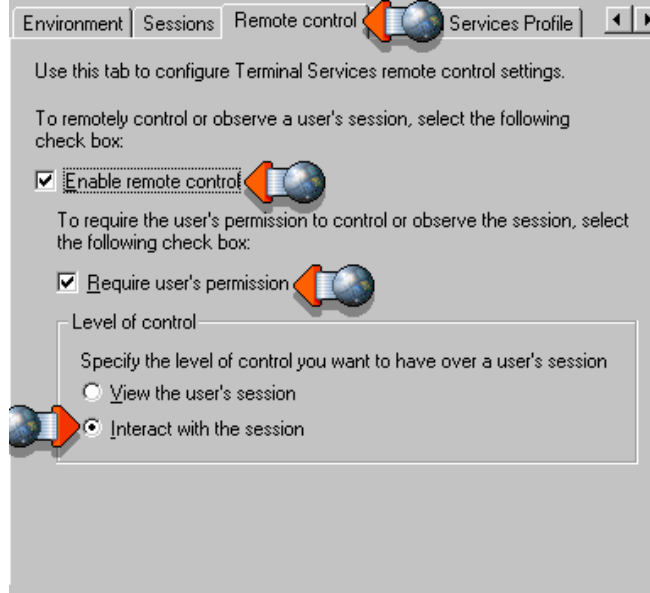 Environment Sessions Remote control Services Profile
Use this tab to configure Terminal Services remote control settings.
To remotely control or observe a user's session, select the following
check box:
Enable remote control
To require the user's permission to control or observe the session, select
the following check box:
Require user's permission
Level of control
Specify the level of control you want to have over a user's session
View the user's session
Interact with the session